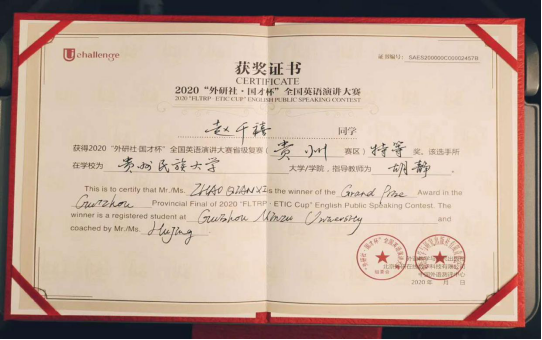 U challenge
证书编号：5AE5200000C00002457B
获奖证书
CERTIFICATE
2020“外研社·国才杯”全国英语演讲大赛
2020 "FLTRP·ETIC CUP" ENGLISH PUBLIC SPEAKING CONTEST
赵千禧 同学
获得2020“外研社·国才杯”全国英语演讲大赛省级复赛（贵州 赛区）特等 奖。该选手所
在学校为 贵州民族大学 大学/学院，指导教师为 胡静
This is to certify that Mr./Ms. ZHAO QIANXI is the winner of the Grand Prize Award in the
Guizhou Provincial Final of 2020 "FLTRP·ETIC Cup" English Public Speaking Contest. The
winner is a registered student at Guizhou Minzu University and
coached by Mr./Ms. Hujing
2020年 月